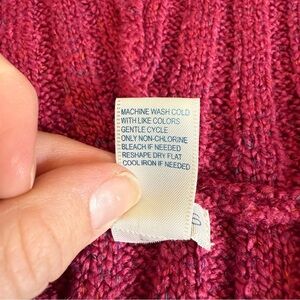 MACHINE WASH COLD
WITH LIKE COLORS
GENTLE CYCLE
ONLY NON-CHLORINE
BLEACH IF NEEDED
RESHAPE DRY FLAT
COOL IRON IF NEEDED